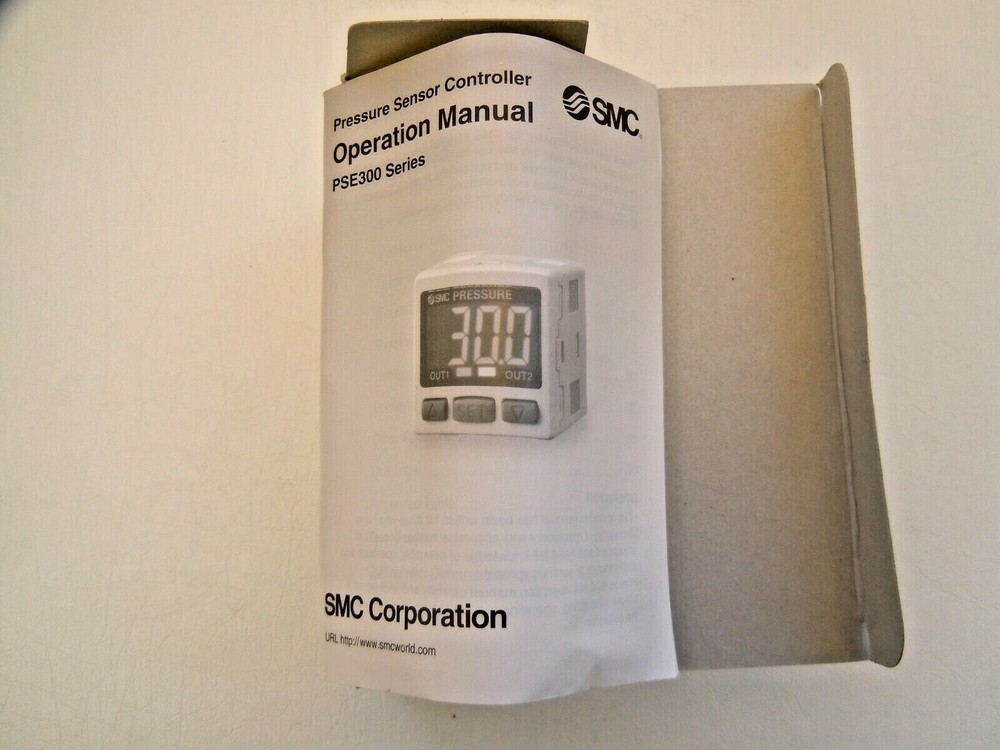 Pressure Sensor Controller
SMC
Operation Manual
PSE300 Series
SMC PRESSURE
30.0
OUT1 OUT2
△ SET ▽
SMC Corporation
URL http://www.smcworld.com